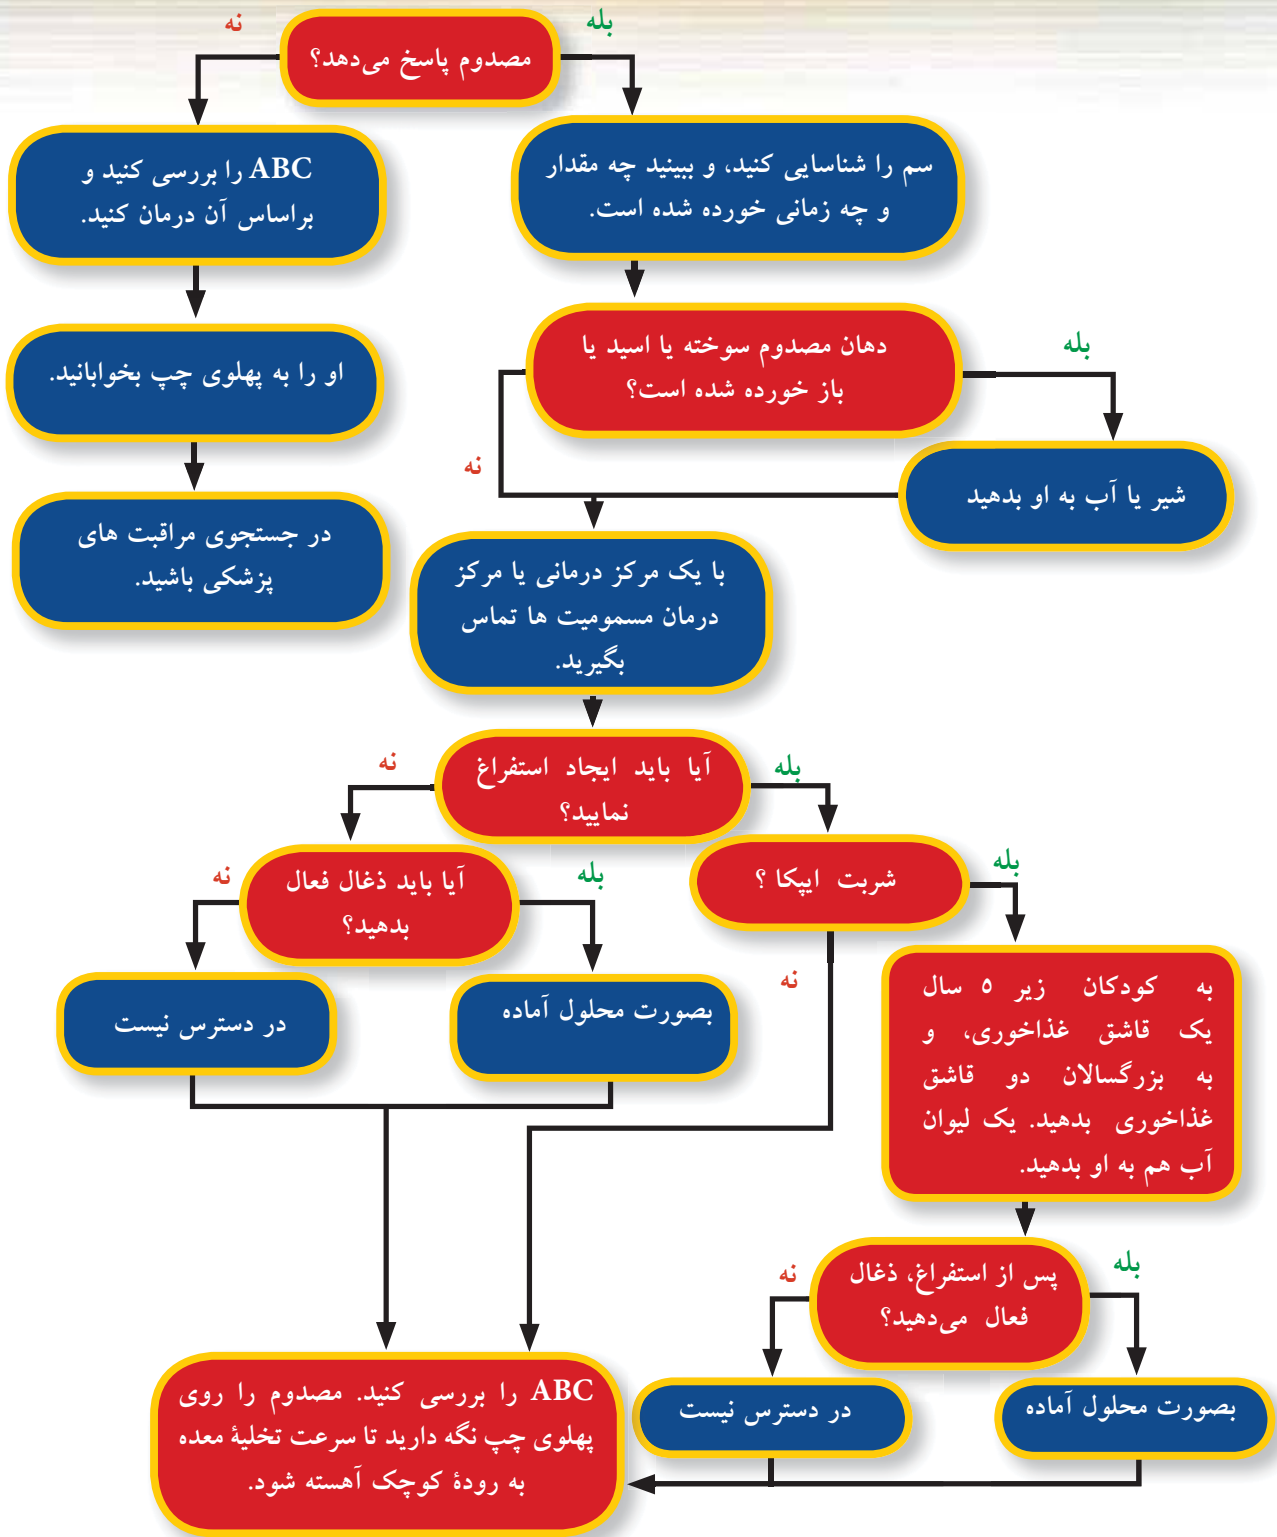 مصدوم پاسخ می‌دهد؟
بله
نه
سم را شناسایی کنید، و ببینید چه مقدار
و چه زمانی خورده شده است.
ABC را بررسی کنید و
براساس آن درمان کنید.
او را به پهلوی چپ بخوابانید.
در جستجوی مراقبت های
پزشکی باشید.
دهان مصدوم سوخته یا اسید یا
باز خورده شده است؟
بله
نه
شیر یا آب به او بدهید
با یک مرکز درمانی یا مرکز
درمان مسمومیت ها تماس
بگیرید.
آیا باید ایجاد استفراغ
نمایید؟
بله
نه
شربت ایپکا ؟
بله
نه
آیا باید ذغال فعال
بدهید؟
بله
نه
بصورت محلول آماده
در دسترس نیست
به کودکان زیر ٥ سال
یک قاشق غذاخوری، و
به بزرگسالان دو قاشق
غذاخوری بدهید. یک لیوان
آب هم به او بدهید.
پس از استفراغ، ذغال
فعال می‌دهید؟
بله
نه
بصورت محلول آماده
در دسترس نیست
ABC را بررسی کنید. مصدوم را روی
پهلوی چپ نگه دارید تا سرعت تخلیهٔ معده
به رودهٔ کوچک آهسته شود.